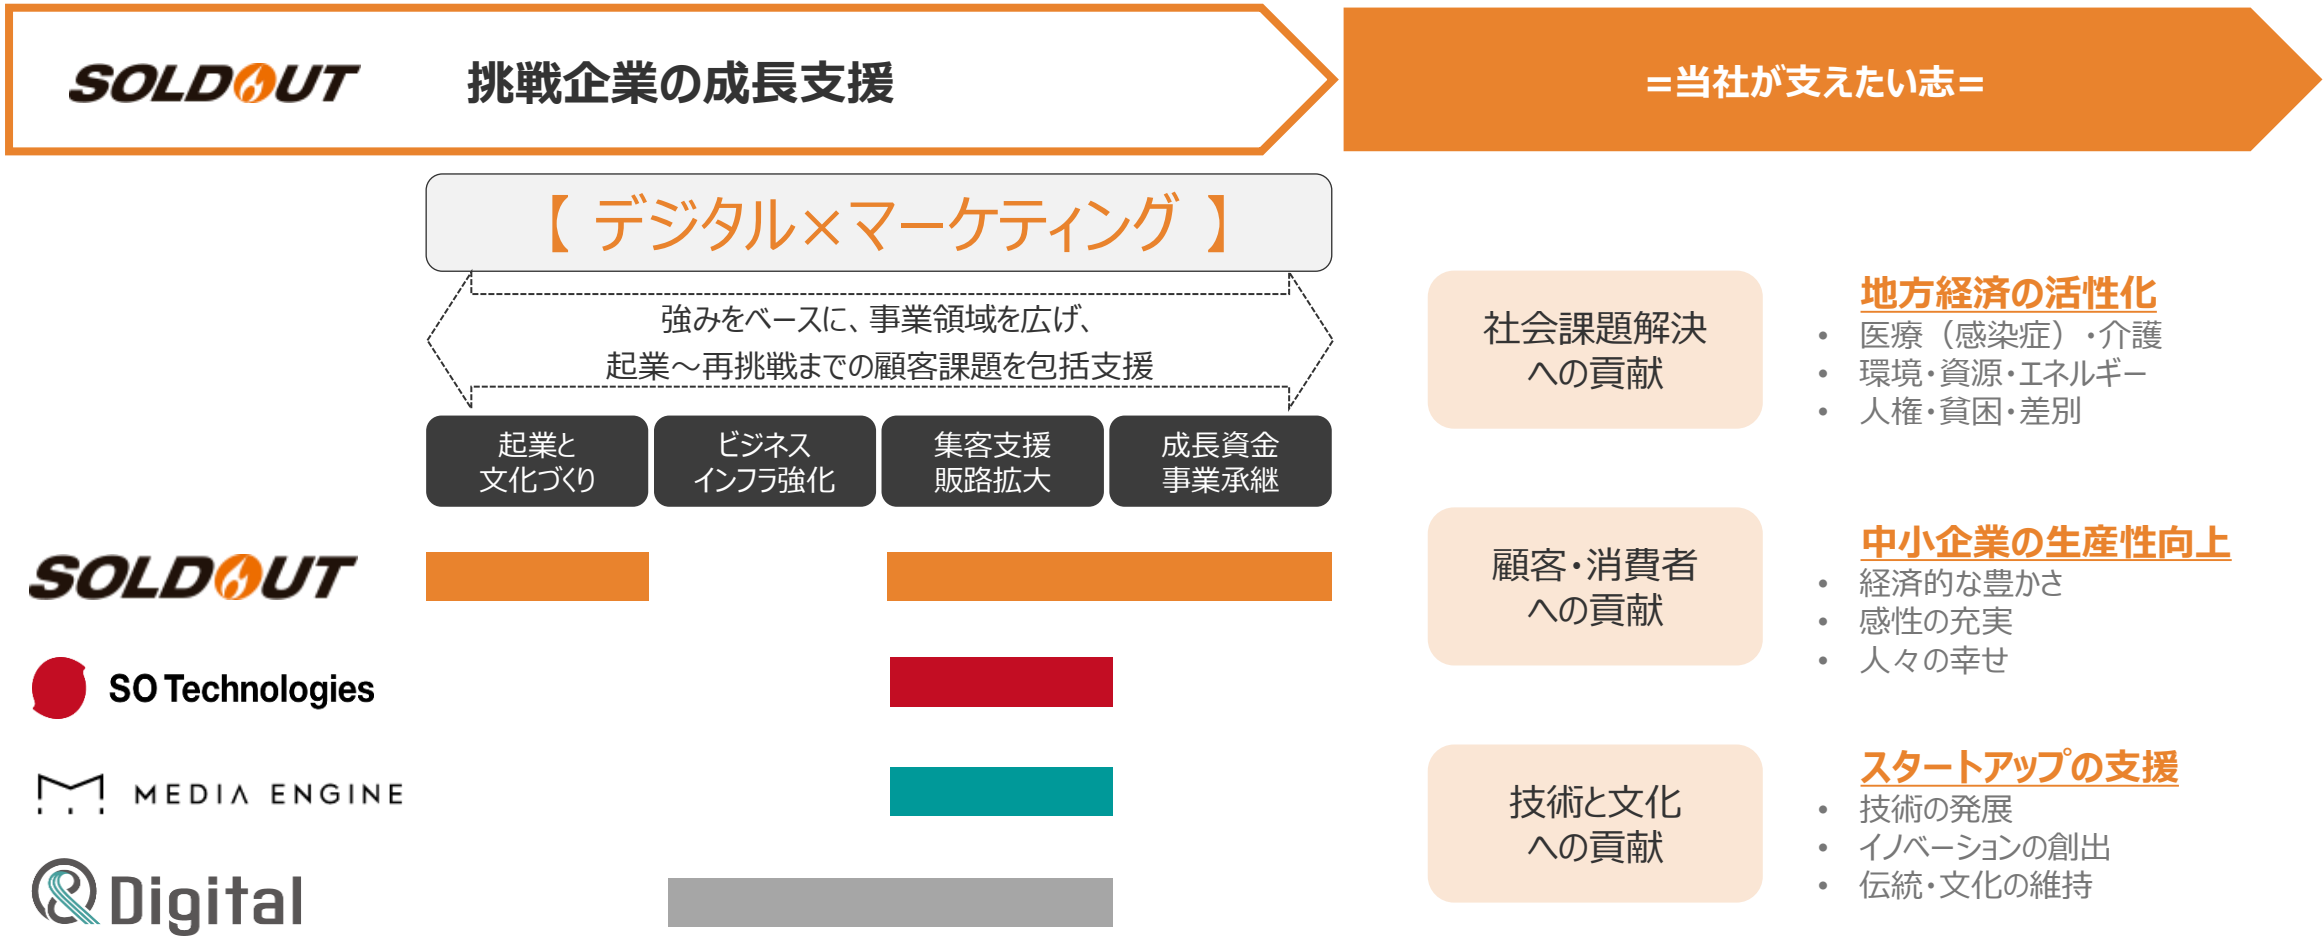 SOLDOUT
挑戦企業の成長支援
=当社が支えたい志=
【 デジタル×マーケティング 】
強みをベースに、事業領域を広げ、
起業～再挑戦までの顧客課題を包括支援
起業と
文化づくり
ビジネス
インフラ強化
集客支援
販路拡大
成長資金
事業承継
SOLDOUT
SO Technologies
MEDIA ENGINE
&Digital
社会課題解決
への貢献
地方経済の活性化
• 医療（感染症）・介護
• 環境・資源・エネルギー
• 人権・貧困・差別
顧客・消費者
への貢献
中小企業の生産性向上
• 経済的な豊かさ
• 感性の充実
• 人々の幸せ
技術と文化
への貢献
スタートアップの支援
• 技術の発展
• イノベーションの創出
• 伝統・文化の維持